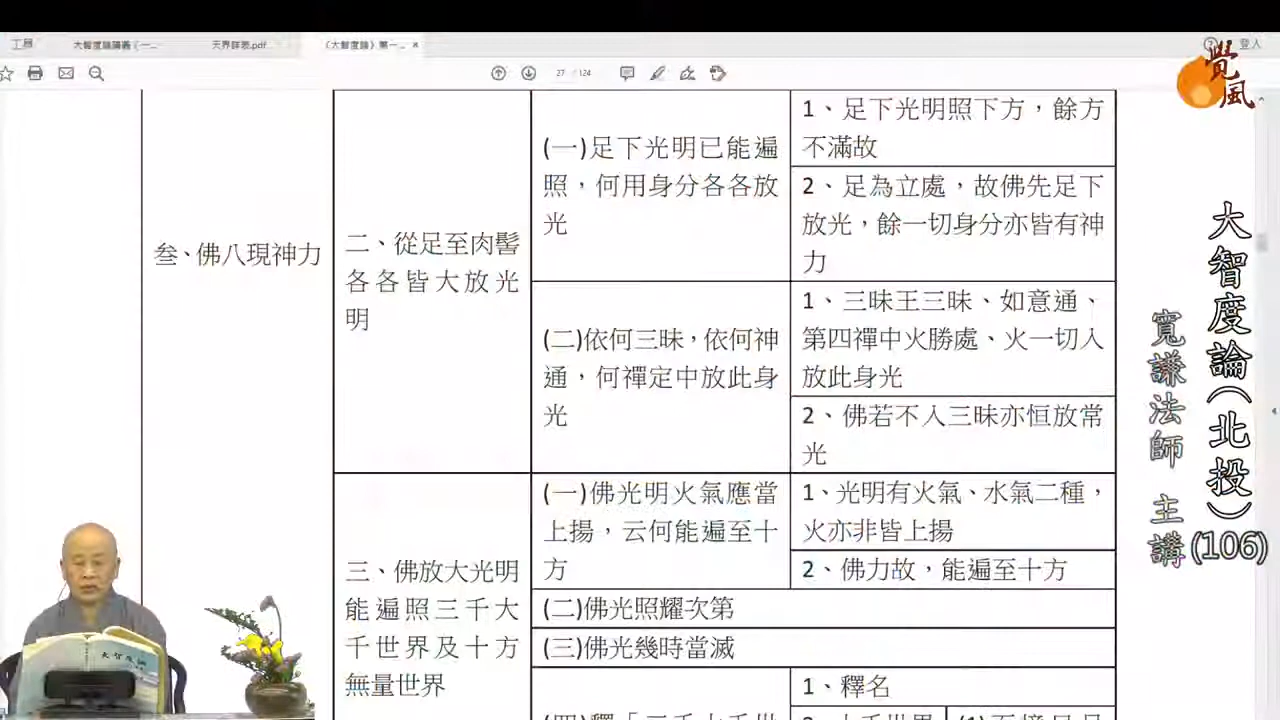 工具
大智度論講義（一...
天界詳表.pdf
《大智度論》第一...
×
27 / 124
登入
覺風
叁、佛八現神力
二、從足至肉髻
各各皆大放光
明
(一)足下光明已能遍
照，何用身分各各放
光
1、足下光明照下方，餘方
不滿故
2、足為立處，故佛先足下
放光，餘一切身分亦皆有神
力
(二)依何三昧，依何神
通，何禪定中放此身
光
1、三昧王三昧、如意通、
第四禪中火勝處、火一切入
放此身光
2、佛若不入三昧亦恒放常
光
三、佛放大光明
能遍照三千大
千世界及十方
無量世界
(一)佛光明火氣應當
上揚，云何能遍至十
方
1、光明有火氣、水氣二種，
火亦非皆上揚
2、佛力故，能遍至十方
(二)佛光照耀次第
(三)佛光幾時當滅
1、釋名
大智度論（北投）(106)
寬謙法師 主講
大智度論